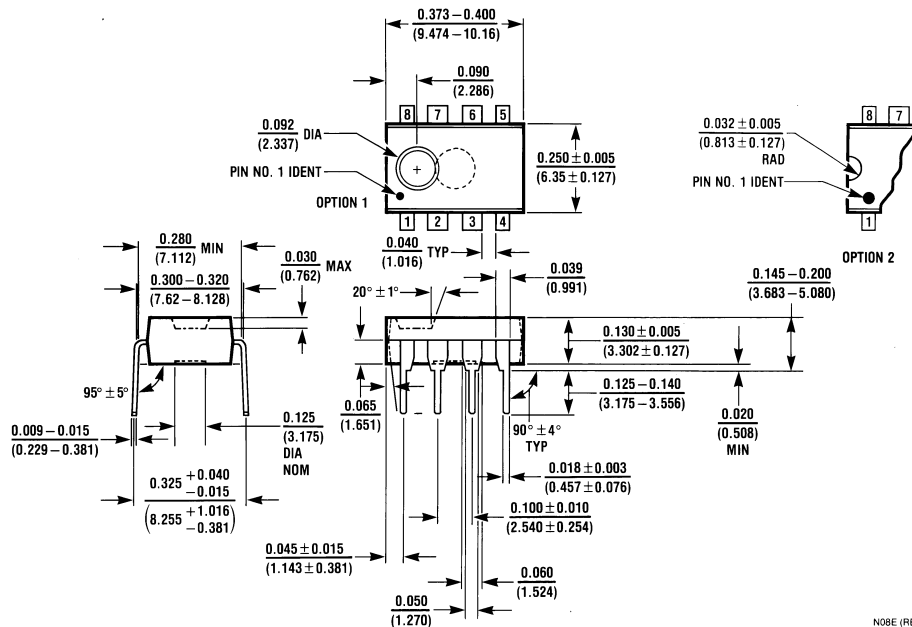 0.373 – 0.400
(9.474 – 10.16)
0.090
(2.286)
8 7 6 5
0.092 DIA
(2.337)
PIN NO. 1 IDENT
OPTION 1
0.250 ± 0.005
(6.35 ± 0.127)
1 2 3 4
8 7
0.032 ± 0.005
(0.813 ± 0.127)
RAD
PIN NO. 1 IDENT
1
OPTION 2
0.280 MIN
(7.112)
0.030 MAX
(0.762)
0.300 – 0.320
(7.62 – 8.128)
0.040 TYP
(1.016)
0.039
(0.991)
20° ± 1°
0.145 – 0.200
(3.683 – 5.080)
0.130 ± 0.005
(3.302 ± 0.127)
0.125 – 0.140
(3.175 – 3.556)
0.020
(0.508)
MIN
95° ± 5°
0.009 – 0.015
(0.229 – 0.381)
0.125
(3.175)
DIA
NOM
0.065
(1.651)
90° ± 4°
TYP
0.018 ± 0.003
(0.457 ± 0.076)
0.325 +0.040
−0.015
(8.255 +1.016
−0.381)
0.100 ± 0.010
(2.540 ± 0.254)
0.045 ± 0.015
(1.143 ± 0.381)
0.060
(1.524)
0.050
(1.270)
N08E (RE